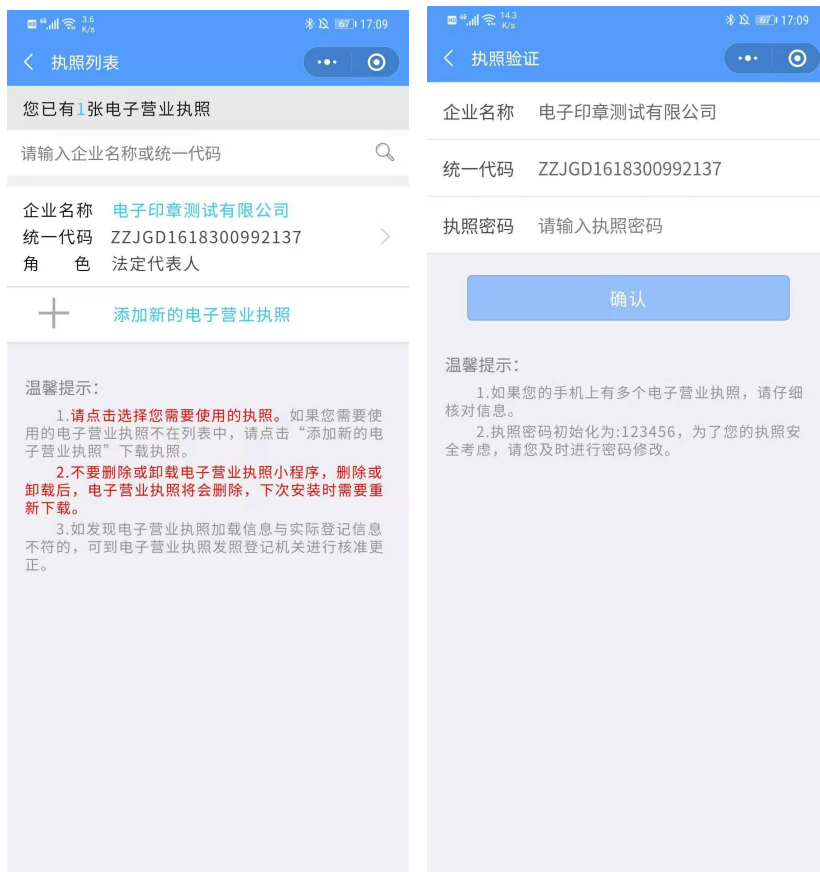 HD 4G 3.6 K/s 67 17:09
执照列表
您已有1张电子营业执照
请输入企业名称或统一代码
企业名称 电子印章测试有限公司
统一代码 ZZJGD1618300992137
角 色 法定代表人
添加新的电子营业执照
温馨提示：
1.请点击选择您需要使用的执照。如果您需要使
用的电子营业执照不在列表中，请点击“添加新的电
子营业执照”下载执照。
2.不要删除或卸载电子营业执照小程序，删除或
卸载后，电子营业执照将会删除，下次安装时需要重
新下载。
3.如发现电子营业执照加载信息与实际登记信息
不符的，可到电子营业执照发照登记机关进行核准更
正。
HD 4G 14.3 K/s 67 17:09
执照验证
企业名称 电子印章测试有限公司
统一代码 ZZJGD1618300992137
执照密码 请输入执照密码
确认
温馨提示：
1.如果您的手机上有多个电子营业执照，请仔细
核对信息。
2.执照密码初始化为:123456，为了您的执照安
全考虑，请您及时进行密码修改。